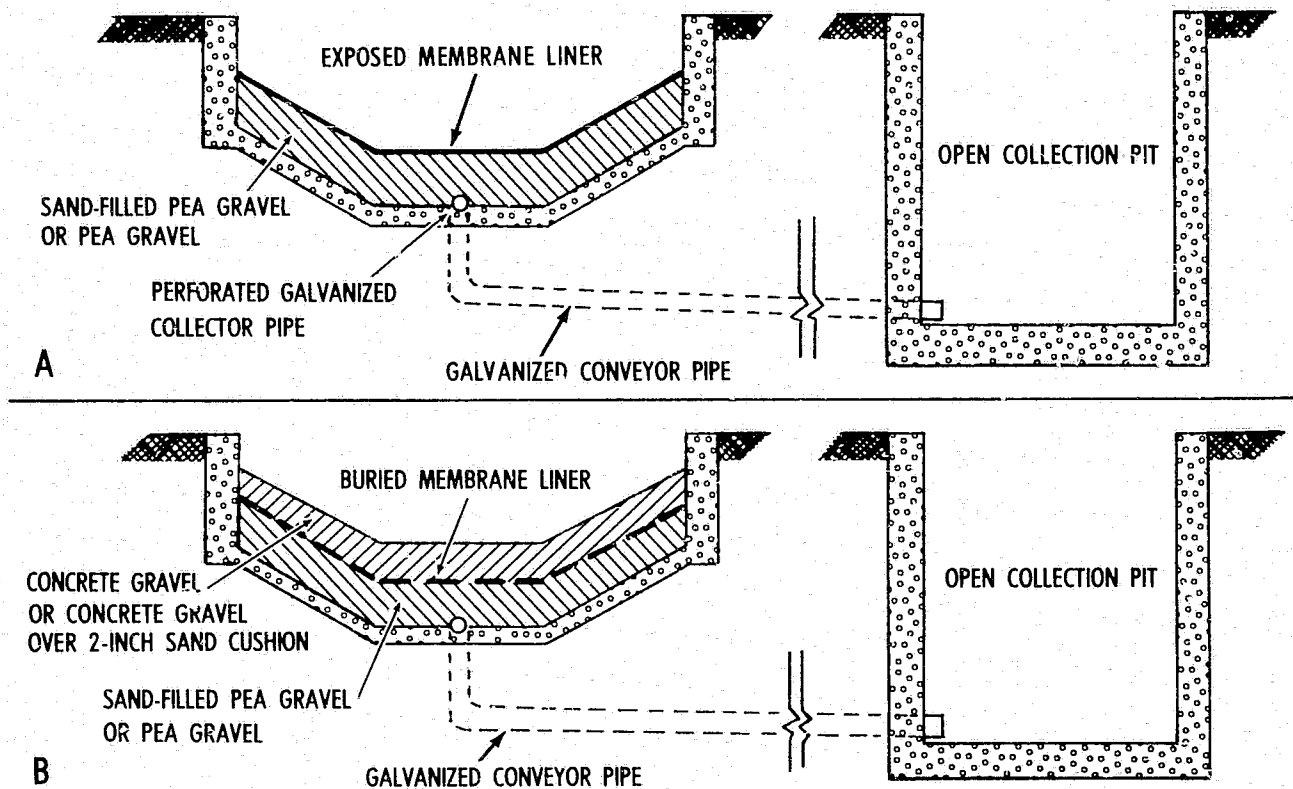 EXPOSED MEMBRANE LINER
OPEN COLLECTION PIT
SAND-FILLED PEA GRAVEL
OR PEA GRAVEL
PERFORATED GALVANIZED
COLLECTOR PIPE
GALVANIZED CONVEYOR PIPE
A
BURIED MEMBRANE LINER
OPEN COLLECTION PIT
CONCRETE GRAVEL
OR CONCRETE GRAVEL
OVER 2-INCH SAND CUSHION
SAND-FILLED PEA GRAVEL
OR PEA GRAVEL
GALVANIZED CONVEYOR PIPE
B